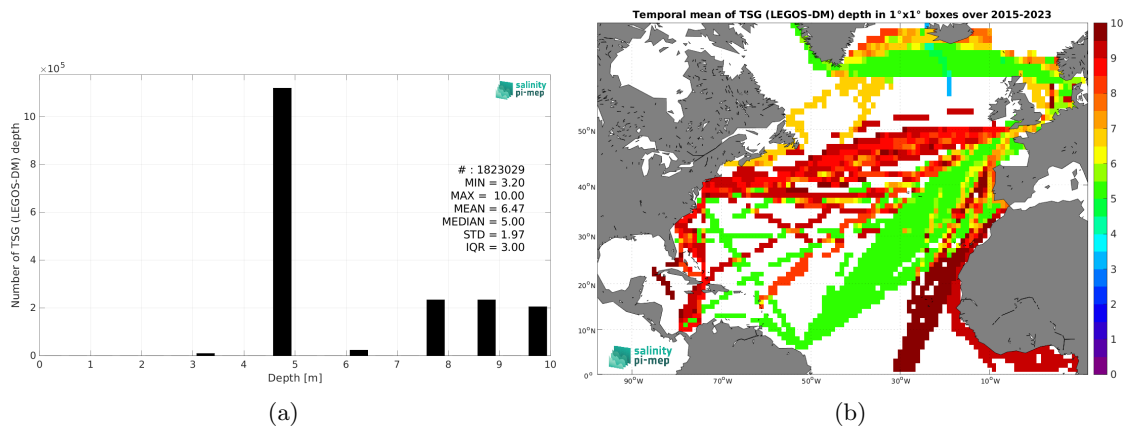 Temporal mean of TSG (LEGOS-DM) depth in 1°x1° boxes over 2015-2023
×10⁵
Number of TSG (LEGOS-DM) depth
10
8
6
4
2
0
0 1 2 3 4 5 6 7 8 9 10
Depth [m]
salinity
pi-mep
# : 1823029
MIN = 3.20
MAX = 10.00
MEAN = 6.47
MEDIAN = 5.00
STD = 1.97
IQR = 3.00
50°N
40°N
30°N
20°N
10°N
0°
90°W 70°W 50°W 30°W 10°W
salinity
pi-mep
10
9
8
7
6
5
4
3
2
1
0
(a) (b)